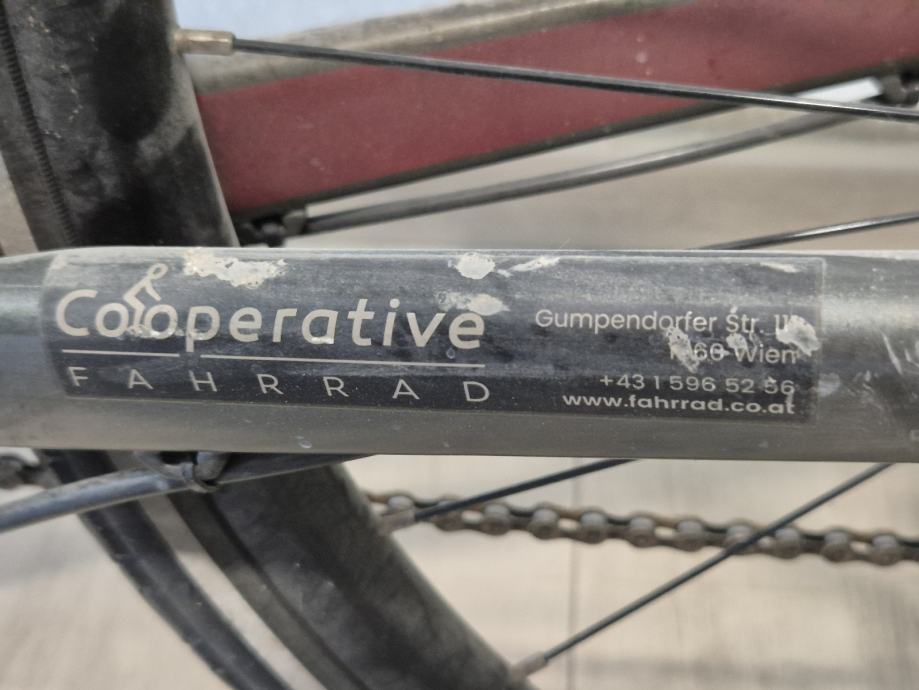 Cooperative
FAHRRAD
Gumpendorfer Str.
Wien
+43 1 596 52 56
www.fahrrad.co.at